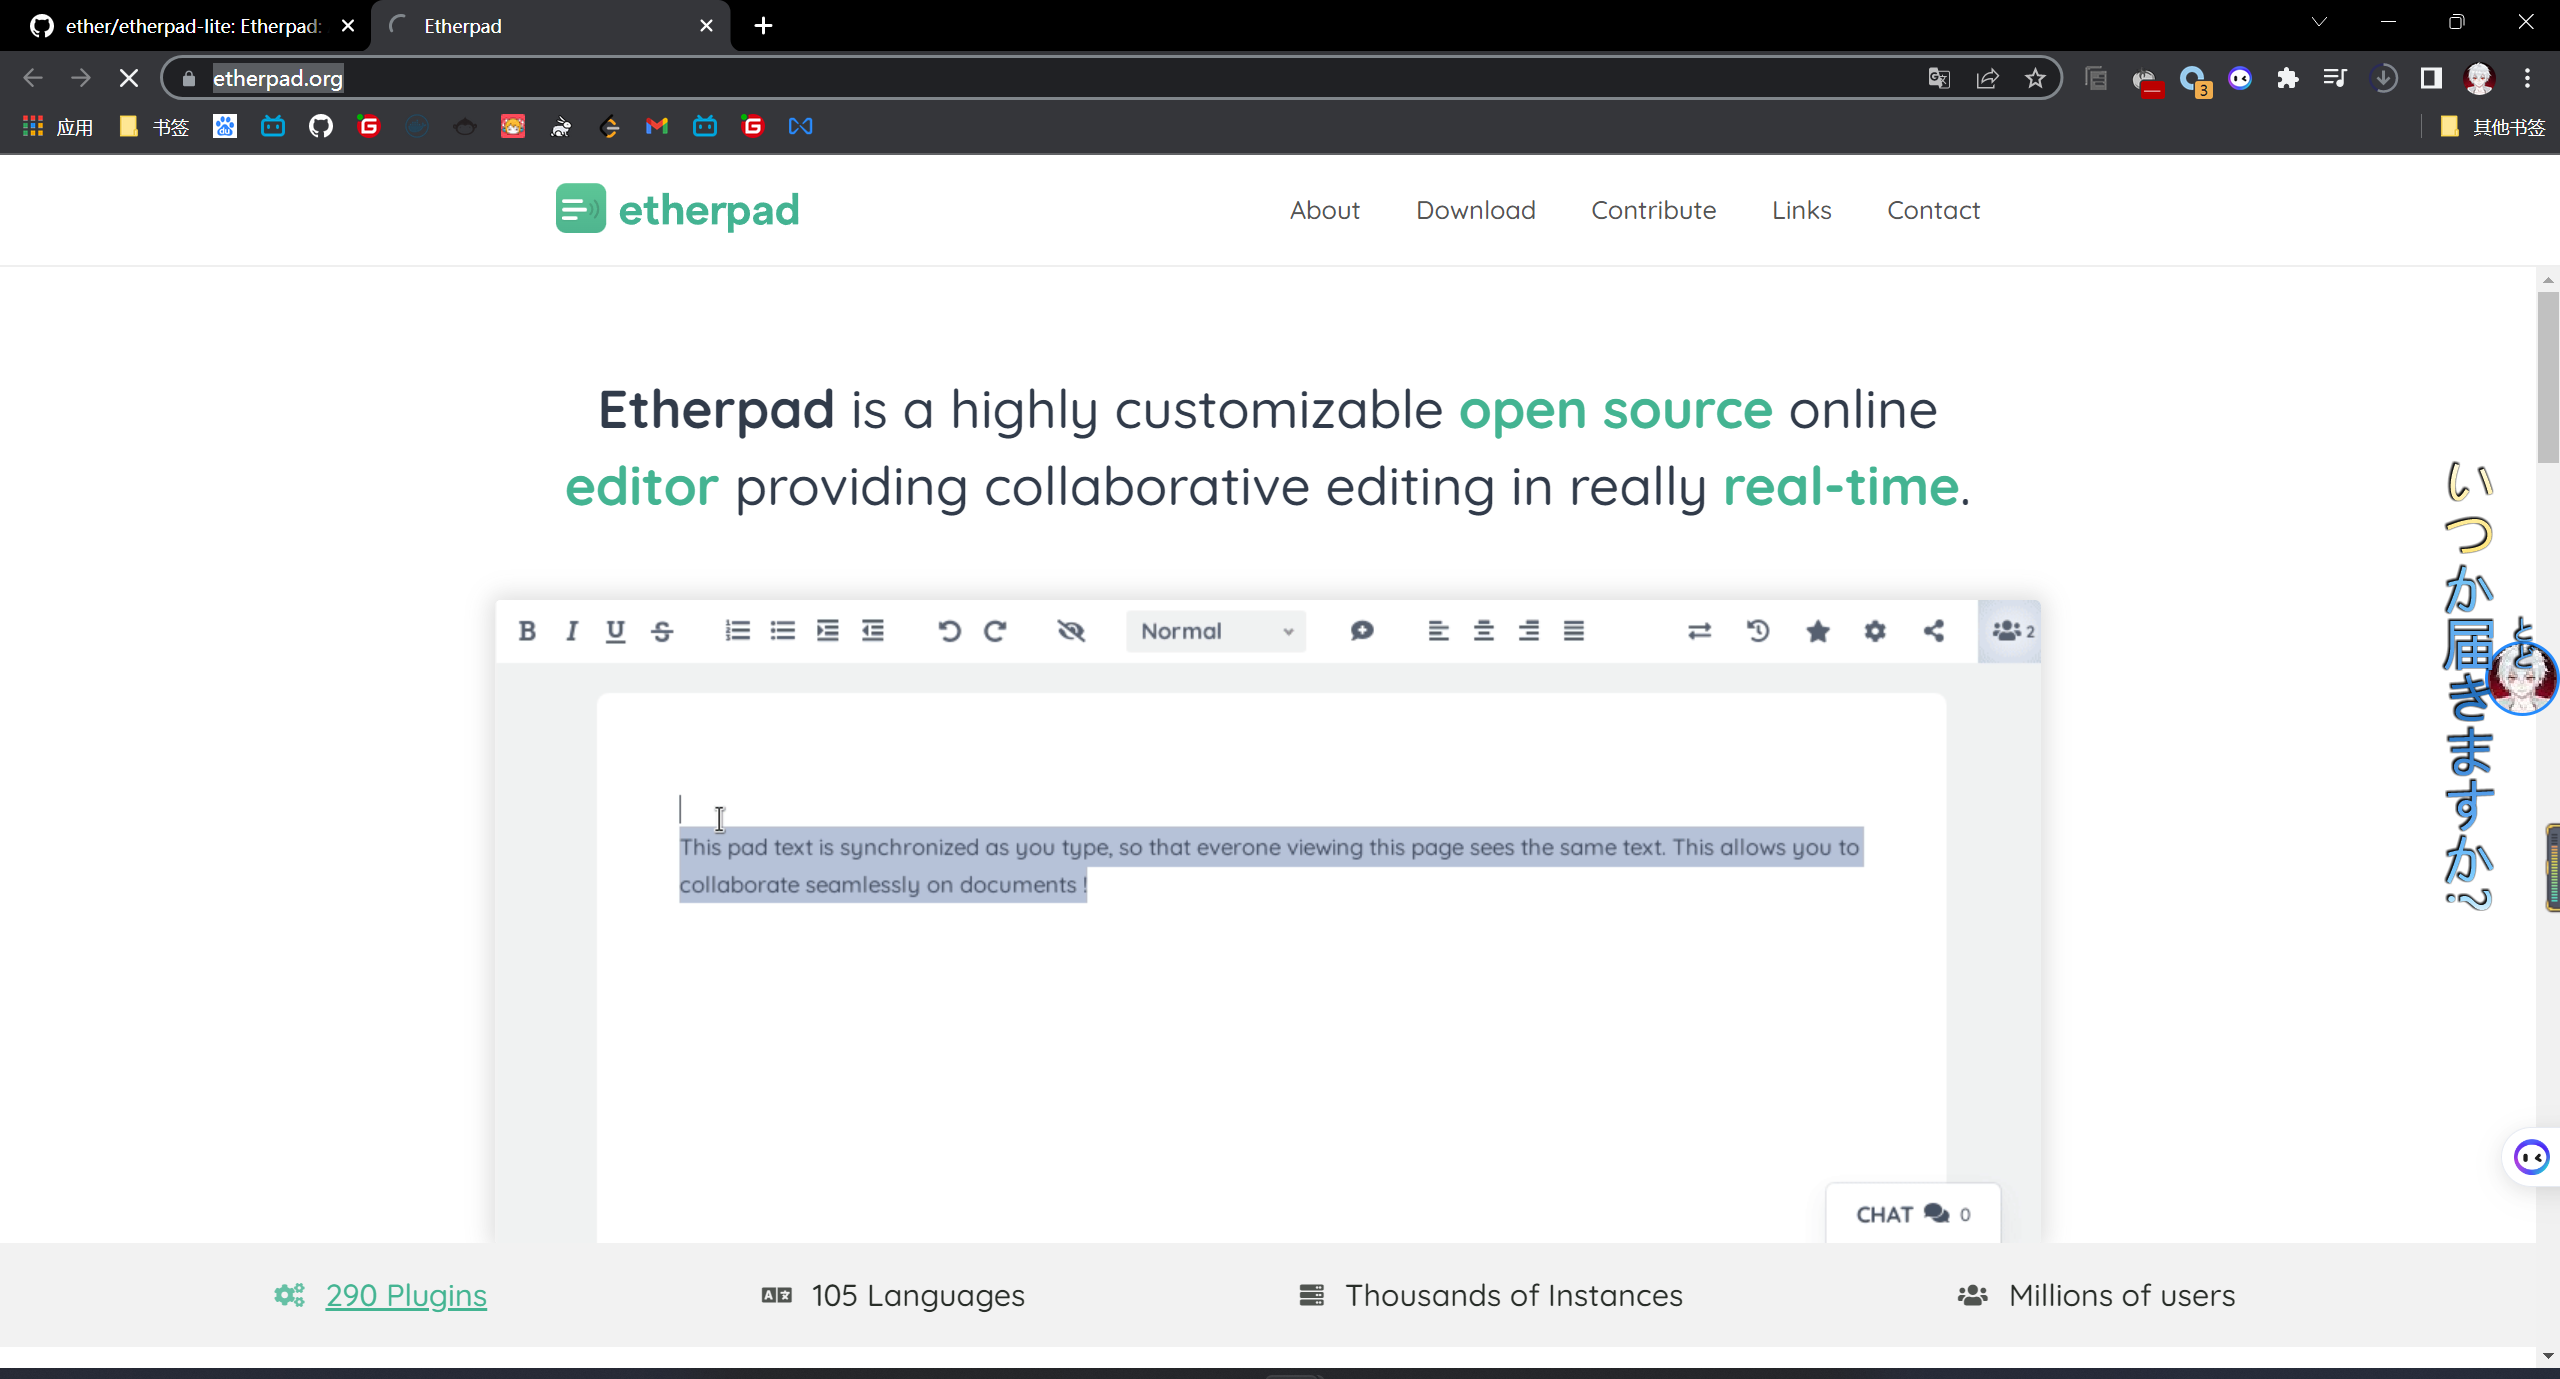 ether/etherpad-lite: Etherpad:
Etherpad
etherpad.org
3
应用
书签
其他书签
etherpad
About
Download
Contribute
Links
Contact
Etherpad is a highly customizable open source online
editor providing collaborative editing in really real-time.
B I U S
Normal
2
This pad text is synchronized as you type, so that everone viewing this page sees the same text. This allows you to
collaborate seamlessly on documents !
CHAT 0
290 Plugins
105 Languages
Thousands of Instances
Millions of users
いつか届きますか?
とど